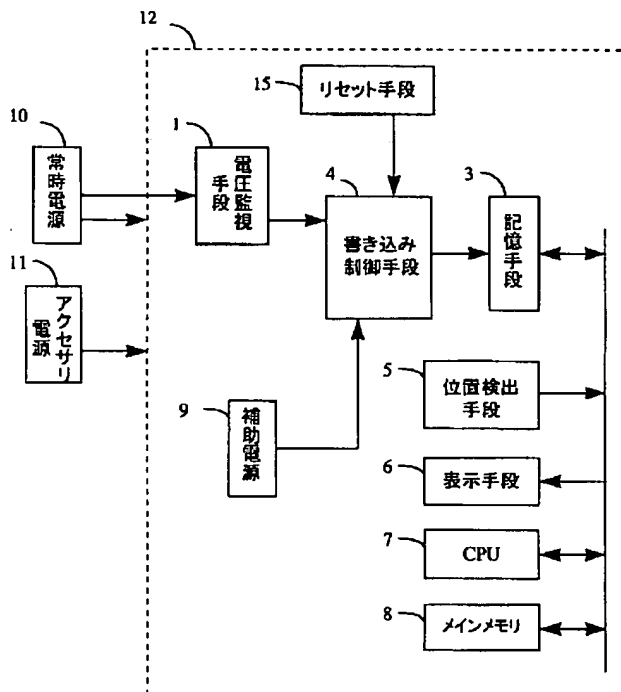 12
15
リセット手段
10
常時電源
1
電圧監視
手段
4
書き込み
制御手段
3
記憶手段
11
アクセサリ
電源
5
位置検出
手段
9
補助電源
6
表示手段
7
CPU
8
メインメモリ